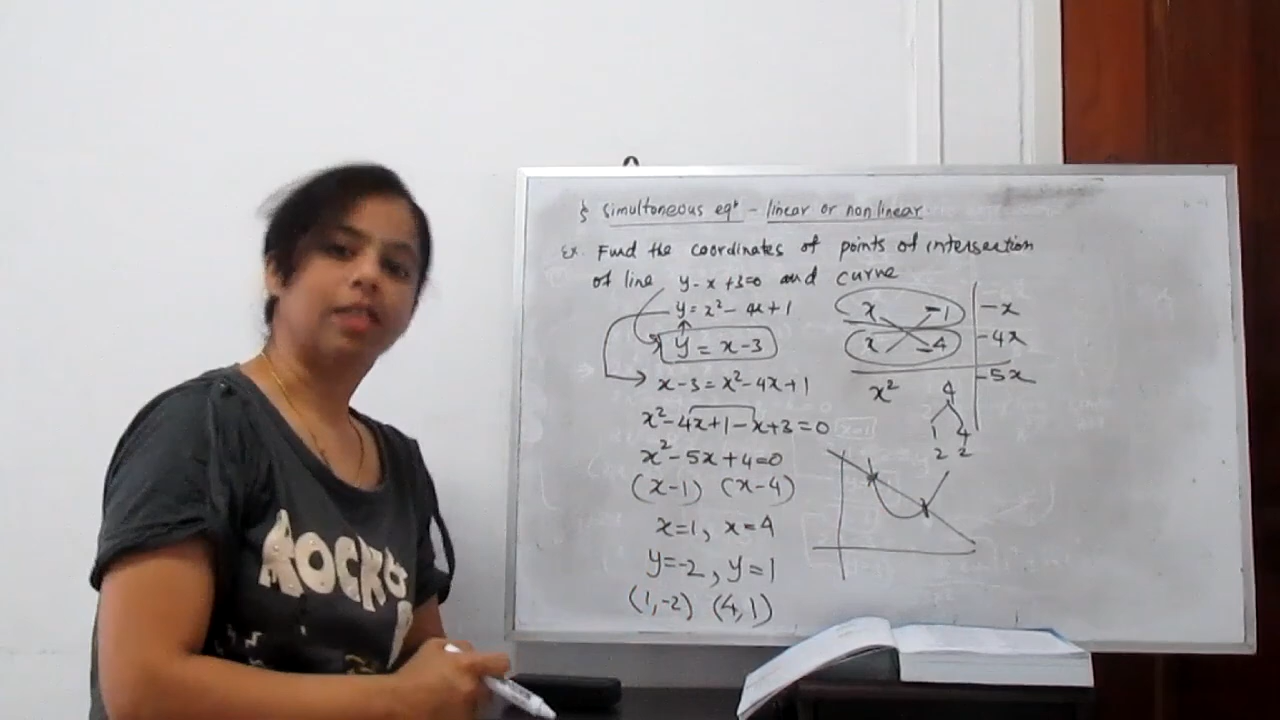 § simultaneous eqⁿ - linear or nonlinear.
Ex. Find the coordinates of points of intersection
of line y-x+3=0 and curve
y=x²-4x+1
y=x-3
x-3=x²-4x+1
x²-4x+1-x+3=0
x²-5x+4=0
(x-1) (x-4)
x=1, x=4
y=-2, y=1
(1,-2) (4,1)
x -1 -x
x -4 -4x
x² -5x
4
1 4
2 2
ROCK